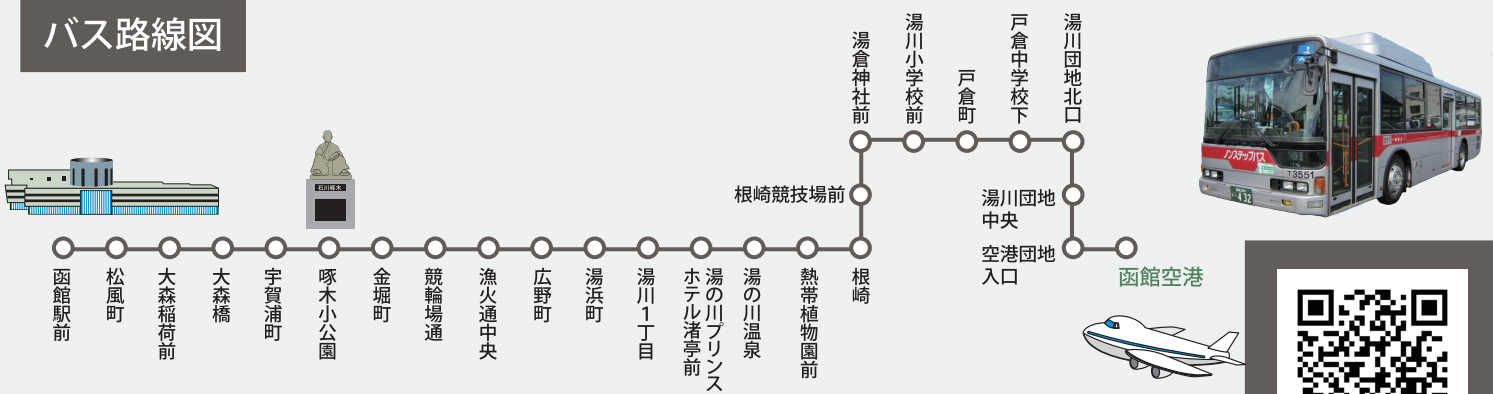 バス路線図
函館駅前
松風町
大森稲荷前
大森橋
宇賀浦町
石川啄木
啄木小公園
金堀町
競輪場通
漁火通中央
広野町
湯浜町
湯川1丁目
湯の川プリンス
ホテル渚亭前
湯の川温泉
熱帯植物園前
根崎
根崎競技場前
湯倉神社前
湯川小学校前
戸倉町
戸倉中学校下
湯川団地北口
湯川団地
中央
空港団地
入口
函館空港
ノンステップバス
T3551
432